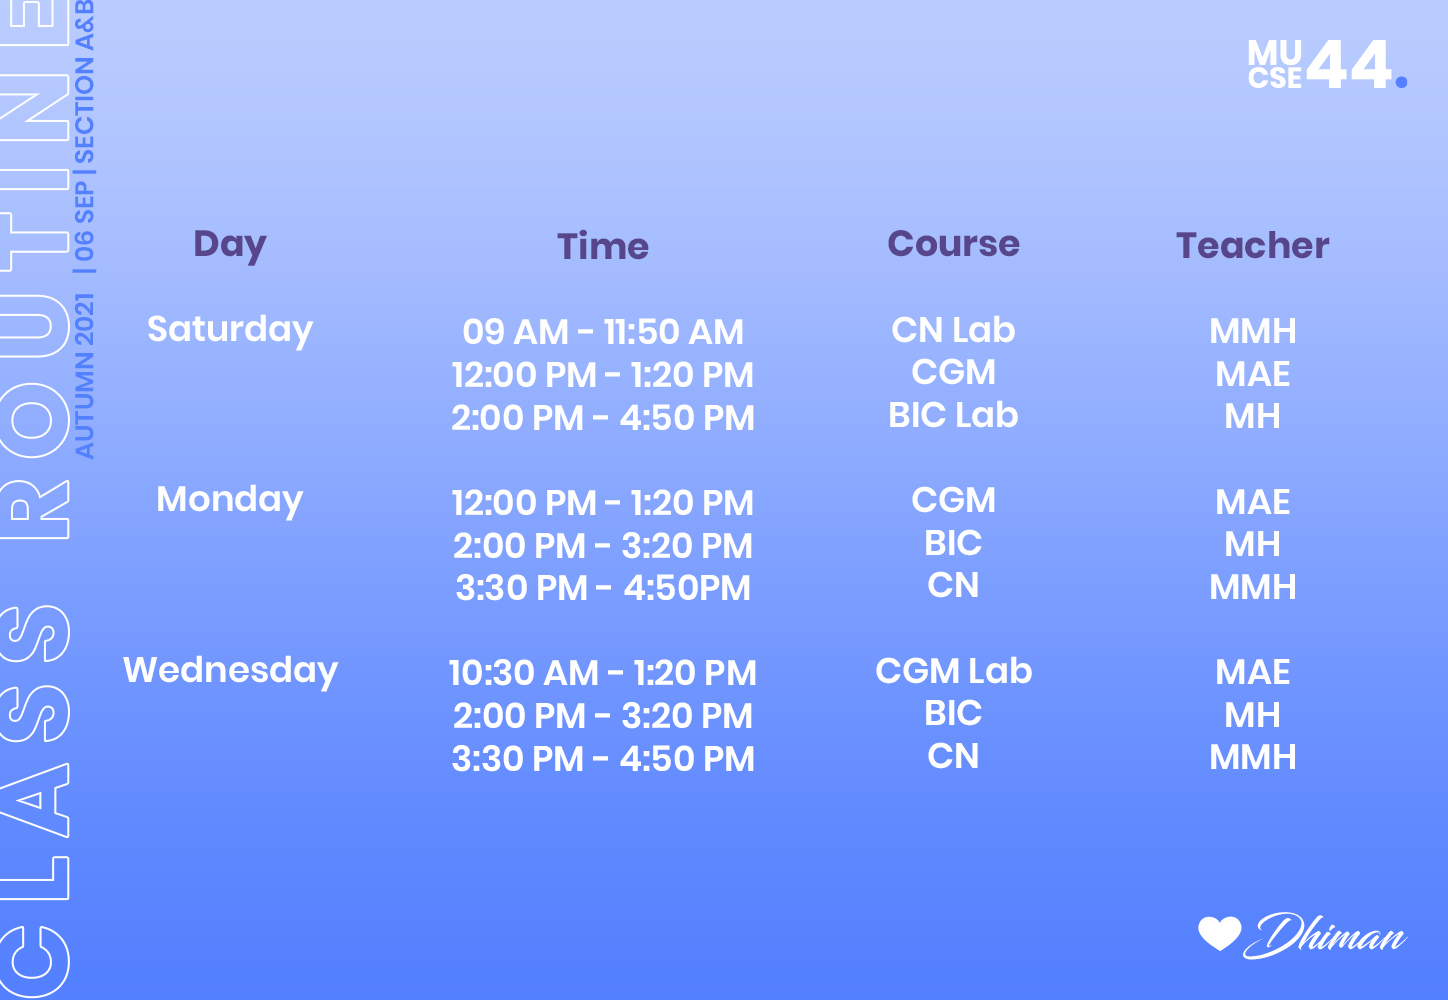 CLASS ROUTINE
AUTUMN 2021 | 06 SEP | SECTION A&B
MU
CSE
44.
Day Time Course Teacher
Saturday 09 AM - 11:50 AM CN Lab MMH
12:00 PM - 1:20 PM CGM MAE
2:00 PM - 4:50 PM BIC Lab MH
Monday 12:00 PM - 1:20 PM CGM MAE
2:00 PM - 3:20 PM BIC MH
3:30 PM - 4:50PM CN MMH
Wednesday 10:30 AM - 1:20 PM CGM Lab MAE
2:00 PM - 3:20 PM BIC MH
3:30 PM - 4:50 PM CN MMH
Dhiman